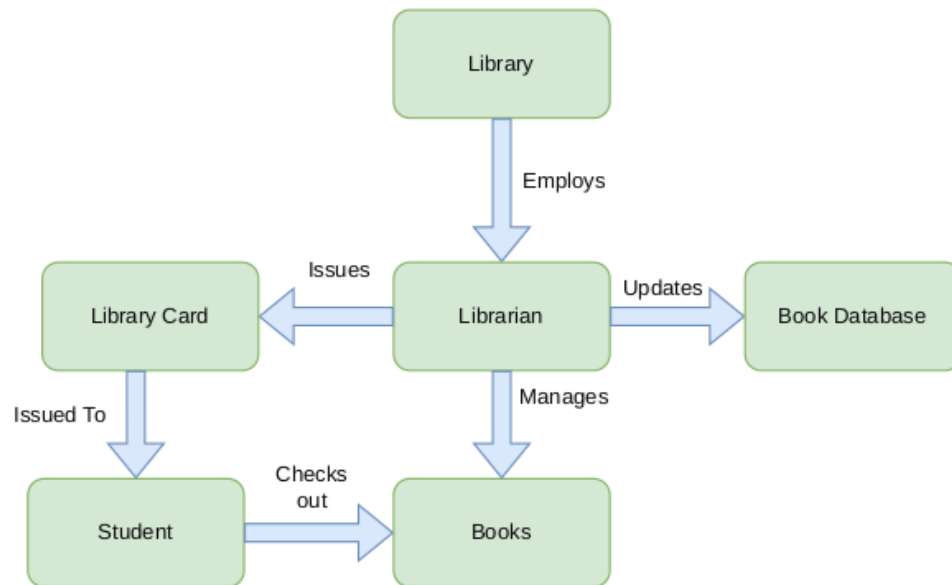 Library
Employs
Issues
Updates
Library Card
Librarian
Book Database
Manages
Issued To
Checks
out
Student
Books